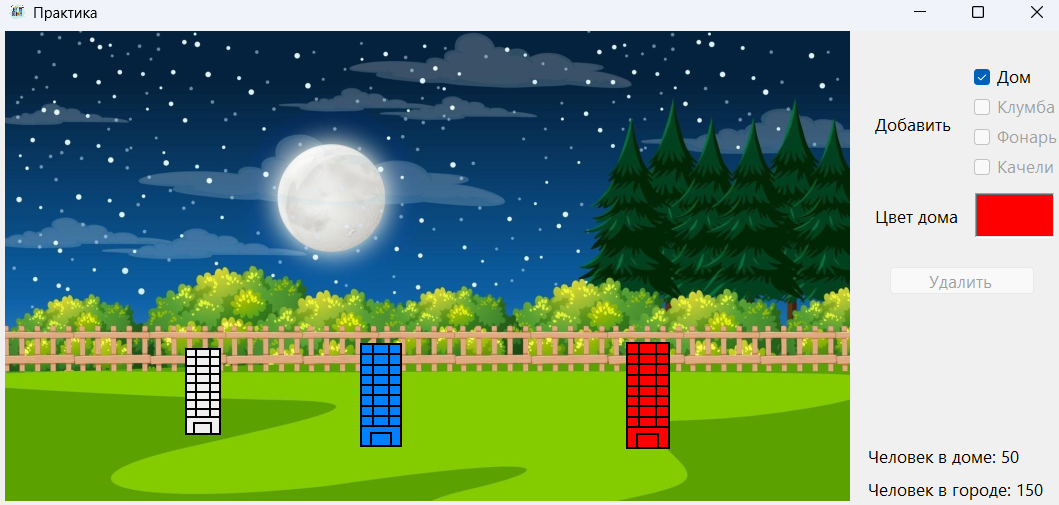 Практика
Дом
Клумба
Добавить
Фонарь
Качели
Цвет дома
Удалить
Человек в доме: 50
Человек в городе: 150